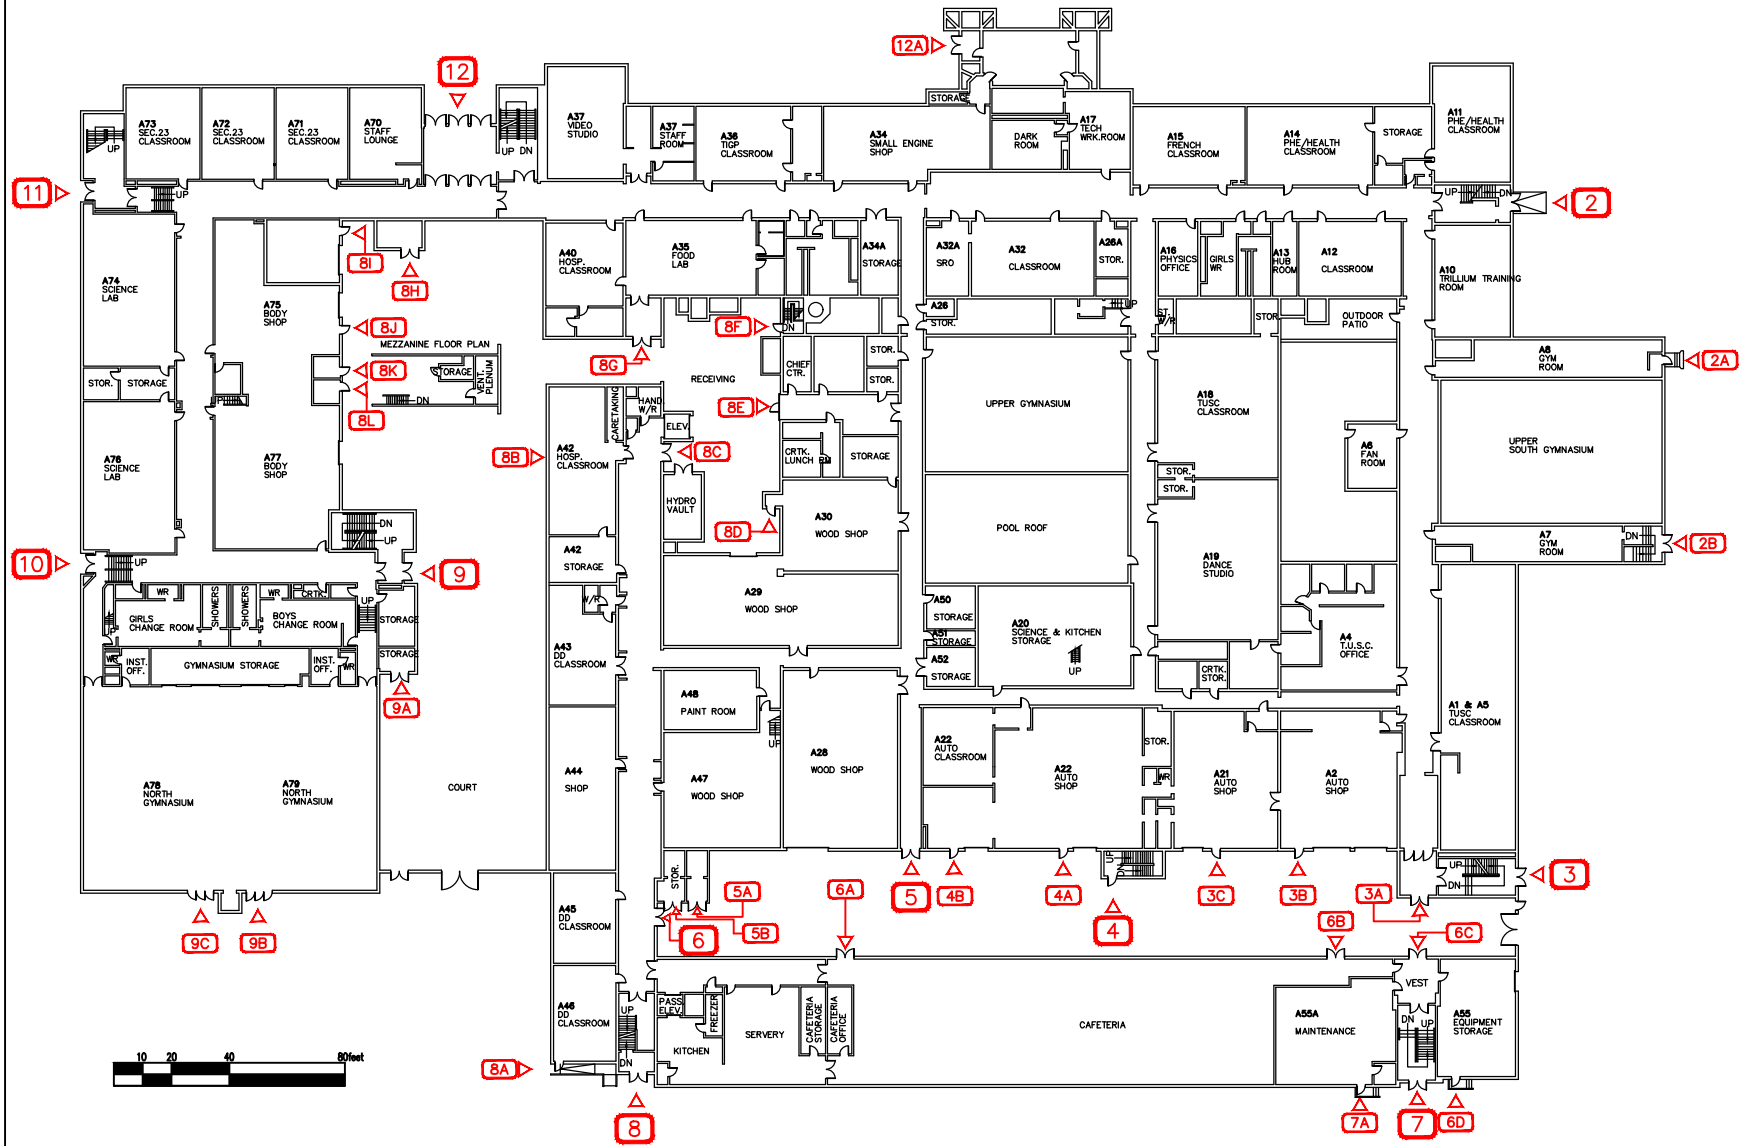 12A
12
A73
SEC.23
CLASSROOM
A72
SEC.23
CLASSROOM
A71
SEC.23
CLASSROOM
A70
STAFF
LOUNGE
UP
UP DN
A37
VIDEO
STUDIO
A37
STAFF
ROOM
A36
TIGP
CLASSROOM
A34
SMALL ENGINE
SHOP
STORAGE
DARK
ROOM
A17
TECH
WRK.ROOM
A15
FRENCH
CLASSROOM
A14
PHE/HEALTH
CLASSROOM
STORAGE
A11
PHE/HEALTH
CLASSROOM
11
UP
UP
DN
2
8I
8H
A40
HOSP.
CLASSROOM
A35
FOOD
LAB
A34A
STORAGE
A32A
SRO
A32
CLASSROOM
A26A
STOR.
A16
PHYSICS
OFFICE
GIRLS
WR
A13
HUB
ROOM
A12
CLASSROOM
A10
TRILLIUM TRAINING
ROOM
A74
SCIENCE
LAB
A75
BODY
SHOP
8J
MEZZANINE FLOOR PLAN
8K
STORAGE
VENT.
PLENUM
DN
8L
8G
8F
DN
RECEIVING
CHIEF
CTR.
STOR.
STOR.
A26
STOR.
UP
ST.
W/R
STOR.
OUTDOOR
PATIO
A8
GYM
ROOM
2A
STOR.
STORAGE
UP
A76
SCIENCE
LAB
A77
BODY
SHOP
CARETAKING
HAND.
W/R
ELEV.
8E
8B
A42
HOSP.
CLASSROOM
8C
CRTK.
LUNCH RM
STORAGE
HYDRO
VAULT
8D
A30
WOOD SHOP
UPPER GYMNASIUM
POOL ROOF
A18
TUSC
CLASSROOM
STOR.
STOR.
A6
FAN
ROOM
UPPER
SOUTH GYMNASIUM
A7
GYM
ROOM
DN
2B
DN
UP
10
UP
9
A42
STORAGE
W/R
A29
WOOD SHOP
A19
DANCE
STUDIO
WR
SHOWERS
SHOWERS
WR
CRTK.
UP
GIRLS
CHANGE ROOM
BOYS
CHANGE ROOM
STORAGE
STORAGE
WR
INST.
OFF.
GYMNASIUM STORAGE
INST.
OFF.
WR
9A
A43
DD
CLASSROOM
A50
STORAGE
A51
STORAGE
A52
STORAGE
A20
SCIENCE & KITCHEN
STORAGE
UP
CRTK.
STOR.
A4
T.U.S.C.
OFFICE
A1 & A5
TUSC
CLASSROOM
A48
PAINT ROOM
UP
A47
WOOD SHOP
A28
WOOD SHOP
A22
AUTO
CLASSROOM
A22
AUTO
SHOP
STOR.
WR
A21
AUTO
SHOP
A2
AUTO
SHOP
A78
NORTH
GYMNASIUM
A79
NORTH
GYMNASIUM
COURT
A44
SHOP
STOR.
UP
DN
UP
DN
5A
6A
5
4B
4A
4
3C
3B
3A
3
9C
9B
A45
DD
CLASSROOM
6
5B
6B
6C
A46
DD
CLASSROOM
UP
DN
PASS.
ELEV.
FREEZER
KITCHEN
SERVERY
CAFETERIA
STORAGE
CAFETERIA
OFFICE
CAFETERIA
A55A
MAINTENANCE
VEST
DN
UP
A55
EQUIPMENT
STORAGE
10 20 40 80feet
8A
8
7A
7
6D